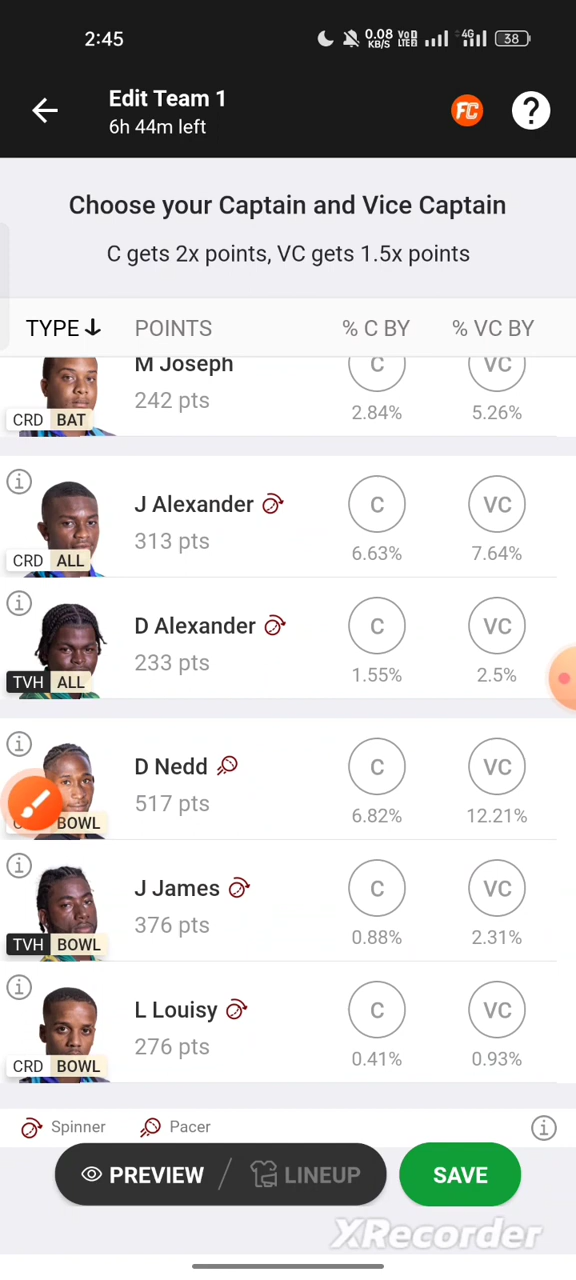 2:45
0.08 KB/S VoD LTE2 4G 38
Edit Team 1
6h 44m left
FC ?
Choose your Captain and Vice Captain
C gets 2x points, VC gets 1.5x points
TYPE POINTS % C BY % VC BY
M Joseph C VC
242 pts 2.84% 5.26%
CRD BAT
J Alexander C VC
313 pts 6.63% 7.64%
CRD ALL
D Alexander C VC
233 pts 1.55% 2.5%
TVH ALL
D Nedd C VC
517 pts 6.82% 12.21%
BOWL
J James C VC
376 pts 0.88% 2.31%
TVH BOWL
L Louisy C VC
276 pts 0.41% 0.93%
CRD BOWL
Spinner Pacer
PREVIEW / LINEUP SAVE
XRecorder